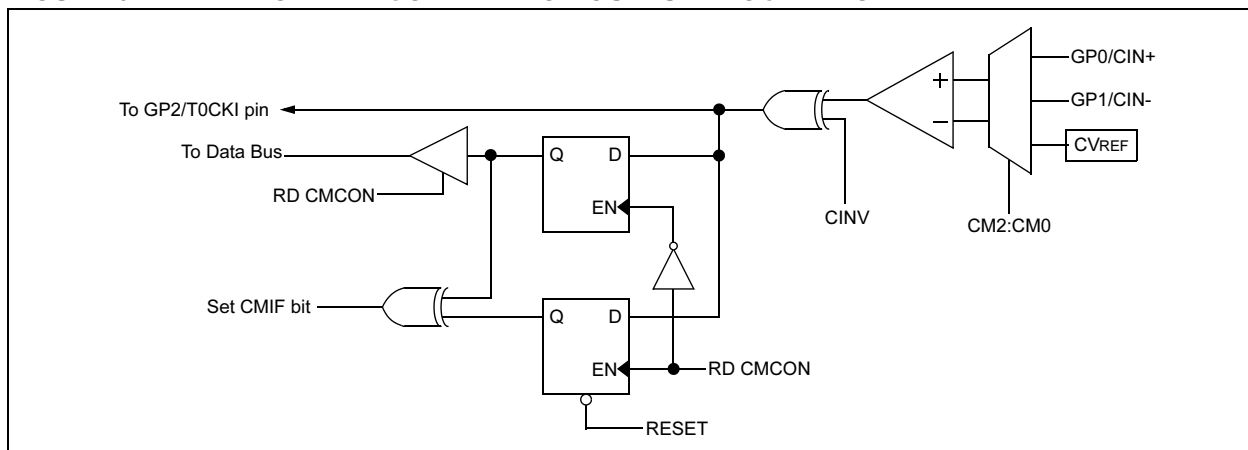 GP0/CIN+
To GP2/T0CKI pin
+
GP1/CIN-
−
To Data Bus
Q D
CVREF
RD CMCON
EN
CINV
CM2:CM0
Set CMIF bit
Q D
EN
RD CMCON
RESET